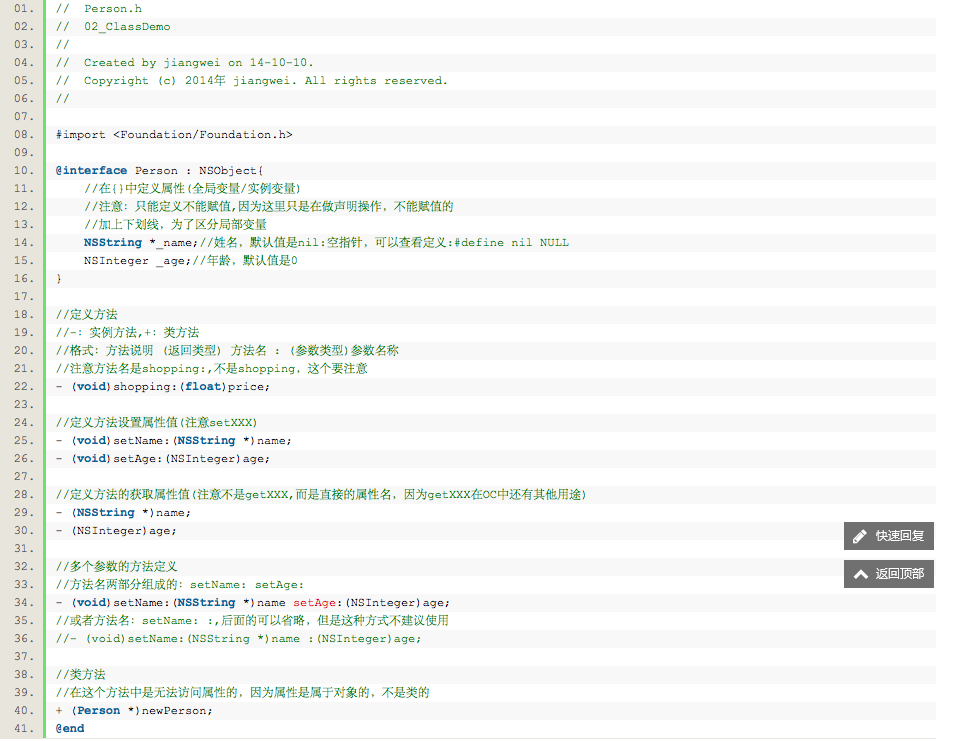 01. // Person.h
02. // 02_ClassDemo
03. //
04. // Created by jiangwei on 14-10-10.
05. // Copyright (c) 2014年 jiangwei. All rights reserved.
06. //
07.
08. #import <Foundation/Foundation.h>
09.
10. @interface Person : NSObject{
11. //在{}中定义属性(全局变量/实例变量)
12. //注意：只能定义不能赋值,因为这里只是在做声明操作，不能赋值的
13. //加上下划线，为了区分局部变量
14. NSString *_name;//姓名，默认值是nil:空指针，可以查看定义:#define nil NULL
15. NSInteger _age;//年龄，默认值是0
16. }
17.
18. //定义方法
19. //-：实例方法,+：类方法
20. //格式：方法说明 (返回类型) 方法名 : (参数类型)参数名称
21. //注意方法名是shopping:,不是shopping，这个要注意
22. - (void)shopping:(float)price;
23.
24. //定义方法设置属性值(注意setXXX)
25. - (void)setName:(NSString *)name;
26. - (void)setAge:(NSInteger)age;
27.
28. //定义方法的获取属性值(注意不是getXXX,而是直接的属性名，因为getXXX在OC中还有其他用途)
29. - (NSString *)name;
30. - (NSInteger)age;
31.
快速回复
32. //多个参数的方法定义
返回顶部
33. //方法名两部分组成的：setName: setAge:
34. - (void)setName:(NSString *)name setAge:(NSInteger)age;
35. //或者方法名：setName: :,后面的可以省略，但是这种方式不建议使用
36. //- (void)setName:(NSString *)name :(NSInteger)age;
37.
38. //类方法
39. //在这个方法中是无法访问属性的，因为属性是属于对象的，不是类的
40. + (Person *)newPerson;
41. @end